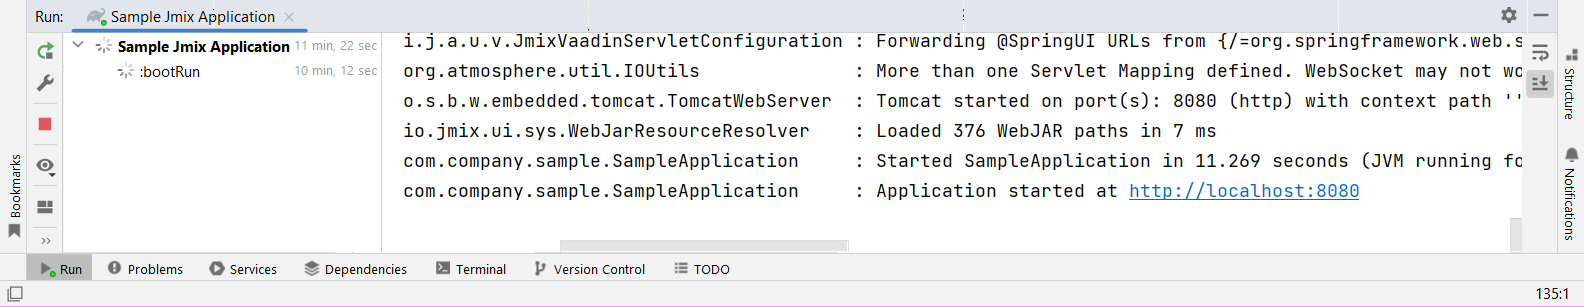 Run: Sample Jmix Application
Sample Jmix Application 11 min, 22 sec
:bootRun 10 min, 12 sec
i.j.a.u.v.JmixVaadinServletConfiguration : Forwarding @SpringUI URLs from {/=org.springframework.web.s
org.atmosphere.util.IOUtils : More than one Servlet Mapping defined. WebSocket may not wo
o.s.b.w.embedded.tomcat.TomcatWebServer : Tomcat started on port(s): 8080 (http) with context path ''
io.jmix.ui.sys.WebJarResourceResolver : Loaded 376 WebJAR paths in 7 ms
com.company.sample.SampleApplication : Started SampleApplication in 11.269 seconds (JVM running fo
com.company.sample.SampleApplication : Application started at http://localhost:8080
Bookmarks
Structure
Notifications
Run Problems Services Dependencies Terminal Version Control TODO
135:1